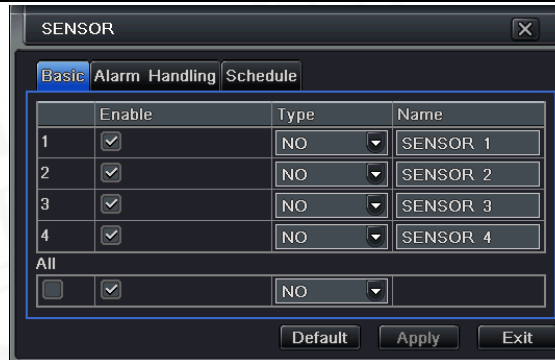 SENSOR
Basic Alarm Handling Schedule
Enable Type Name
1 NO SENSOR 1
2 NO SENSOR 2
3 NO SENSOR 3
4 NO SENSOR 4
All
NO
Default Apply Exit